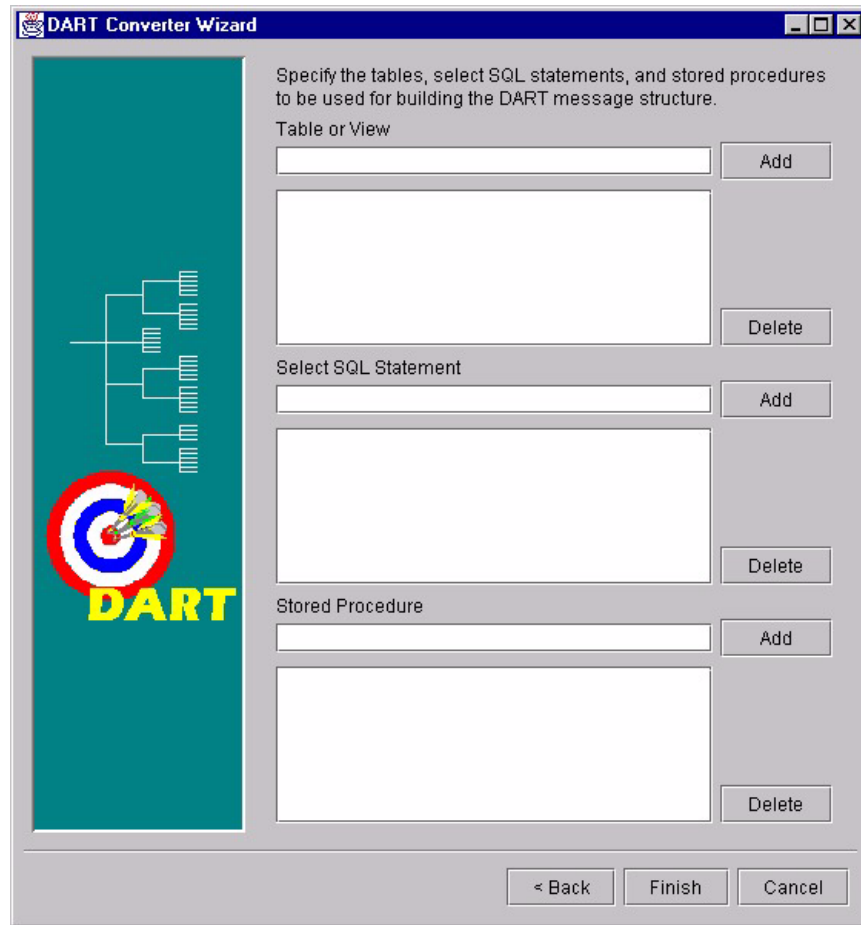 DART Converter Wizard
Specify the tables, select SQL statements, and stored procedures
to be used for building the DART message structure.
Table or View
Add
Delete
Select SQL Statement
Add
Delete
DART
Stored Procedure
Add
Delete
< Back
Finish
Cancel